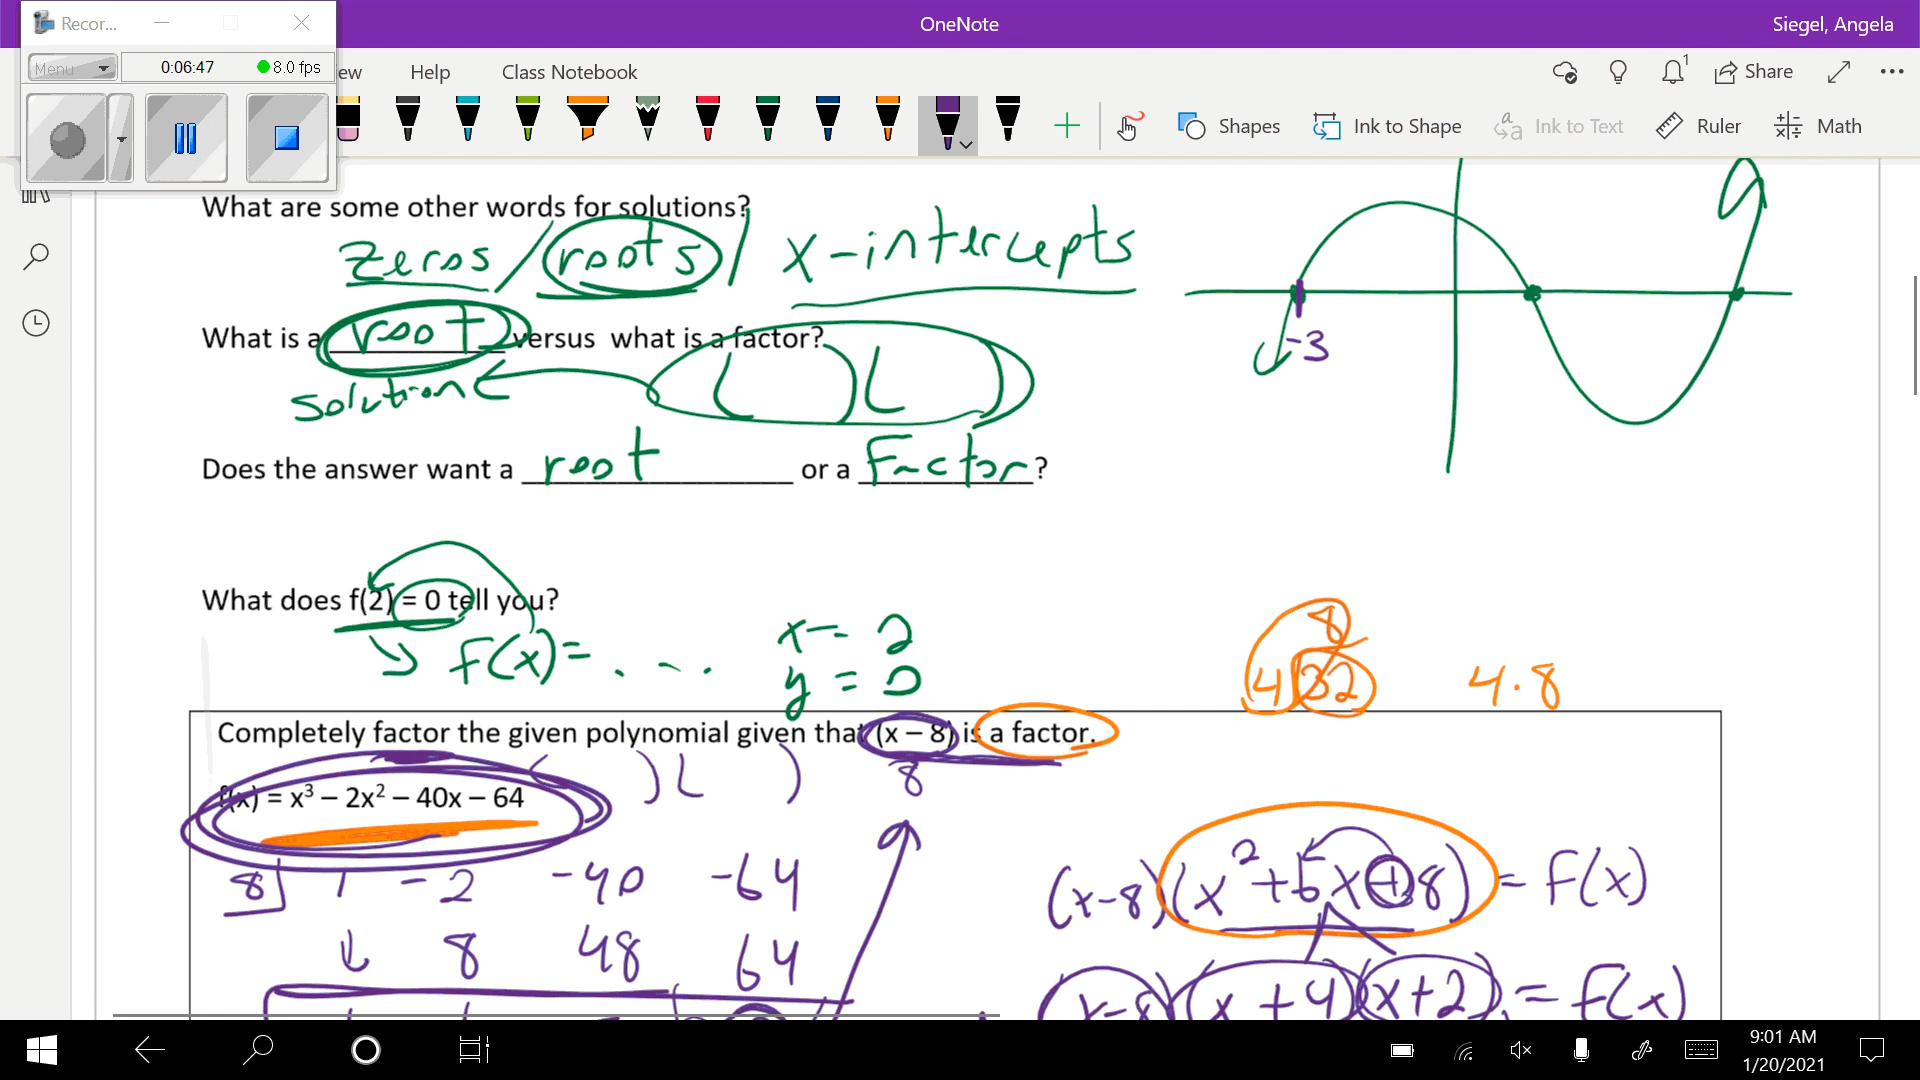 Recor...
OneNote
Siegel, Angela
Menu
0:06:47
8.0 fps
ew
Help
Class Notebook
1
Share
Shapes
Ink to Shape
Ink to Text
Ruler
Math
What are some other words for solutions?
zeros / roots / x-intercepts
What is a root versus what is a factor?
solution ( ) ( )
-3
Does the answer want a root or a Factor?
What does f(2) = 0 tell you?
f(x) = . - - .
x = 2
y = 0
8
4 32
4 . 8
Completely factor the given polynomial given that (x – 8) is a factor.
f(x) = x³ – 2x² – 40x – 64
( ) ( )
8
8 1 -2 -40 -64
(x-8)(x²+6x+8) = f(x)
↓ 8 48 64
(x-8)(x+4)(x+2) = f(x)
9:01 AM
1/20/2021